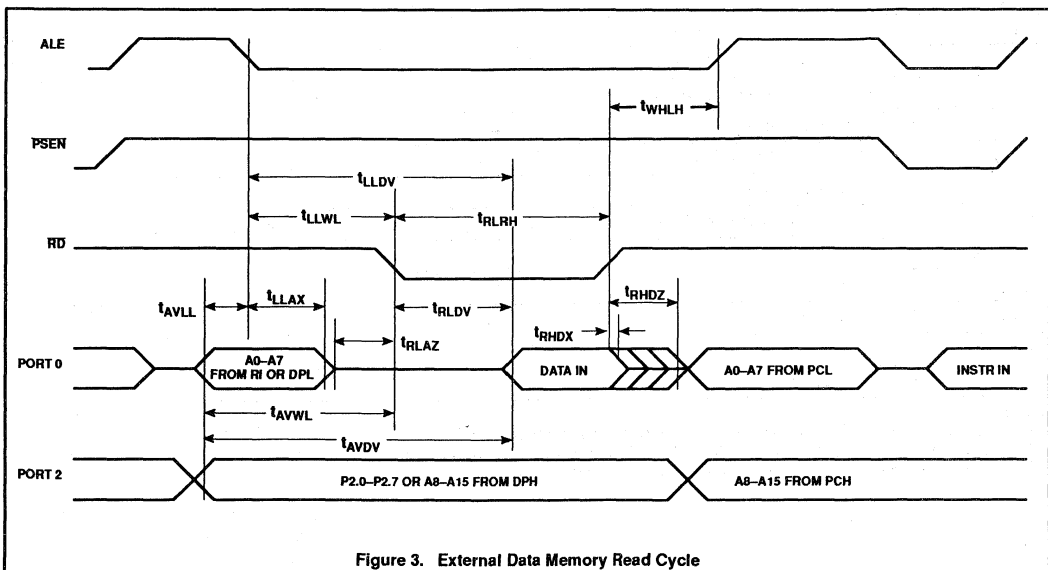 ALE
tWHLH
PSEN
tLLDV
tLLWL
tRLRH
RD
tAVLL
tLLAX
tRLDV
tRHDZ
tRLAZ
tRHDX
PORT 0
A0–A7
FROM RI OR DPL
DATA IN
A0–A7 FROM PCL
INSTR IN
tAVWL
tAVDV
PORT 2
P2.0–P2.7 OR A8–A15 FROM DPH
A8–A15 FROM PCH
Figure 3. External Data Memory Read Cycle